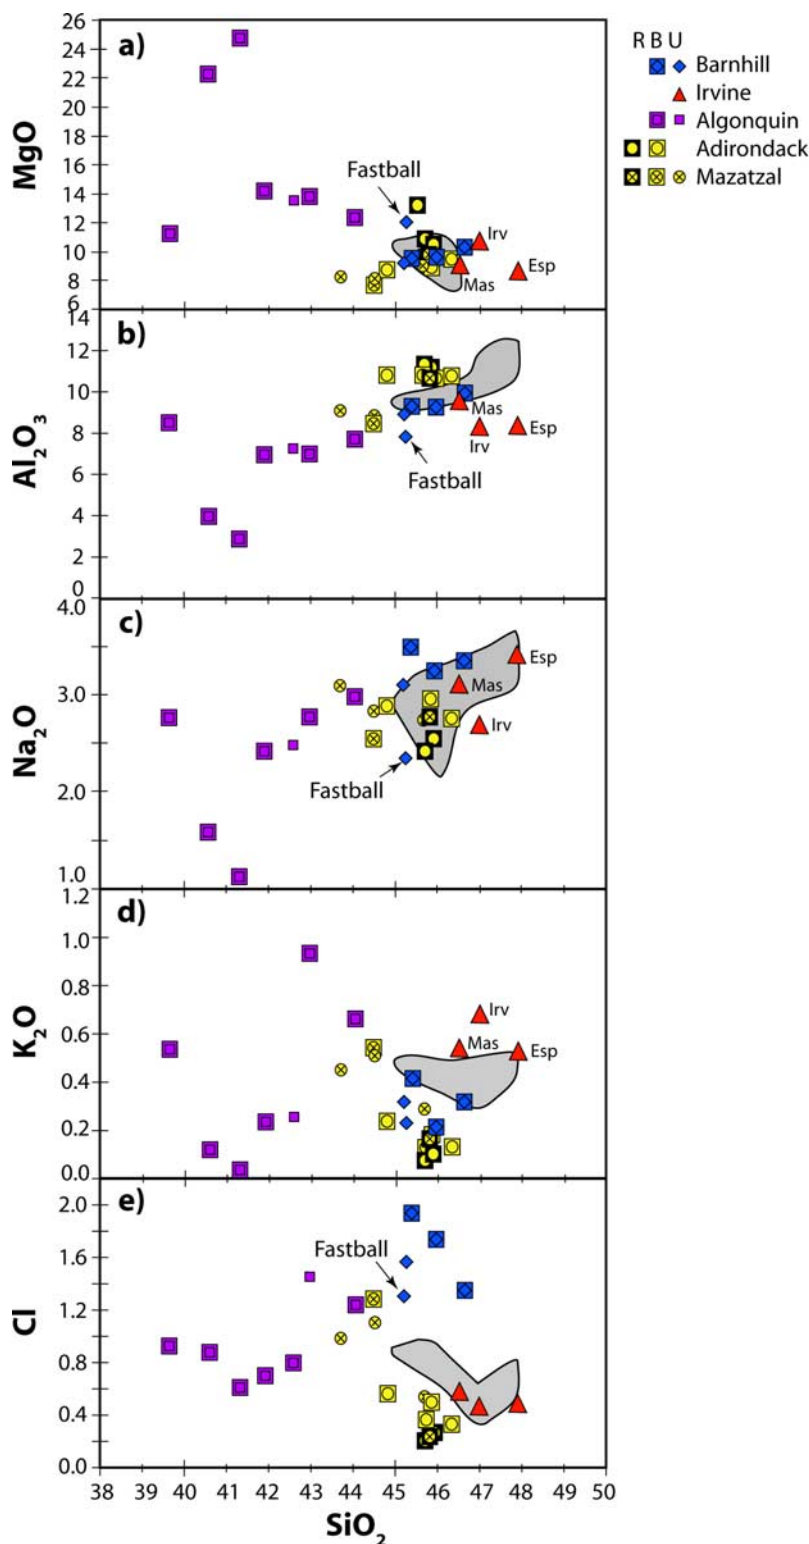 a)
MgO
26
24
22
20
18
16
14
12
10
8
6
Fastball
Irv
Mas
Esp
R B U
Barnhill
Irvine
Algonquin
Adirondack
Mazatzal
b)
Al2O3
14
12
10
8
6
4
2
0
Mas
Irv
Esp
Fastball
c)
Na2O
4.0
3.0
2.0
1.0
Esp
Mas
Irv
Fastball
d)
K2O
1.2
1.0
0.8
0.6
0.4
0.2
0.0
Irv
Mas
Esp
e)
Cl
2.0
1.6
1.2
0.8
0.4
0.0
Fastball
38 39 40 41 42 43 44 45 46 47 48 49 50
SiO2